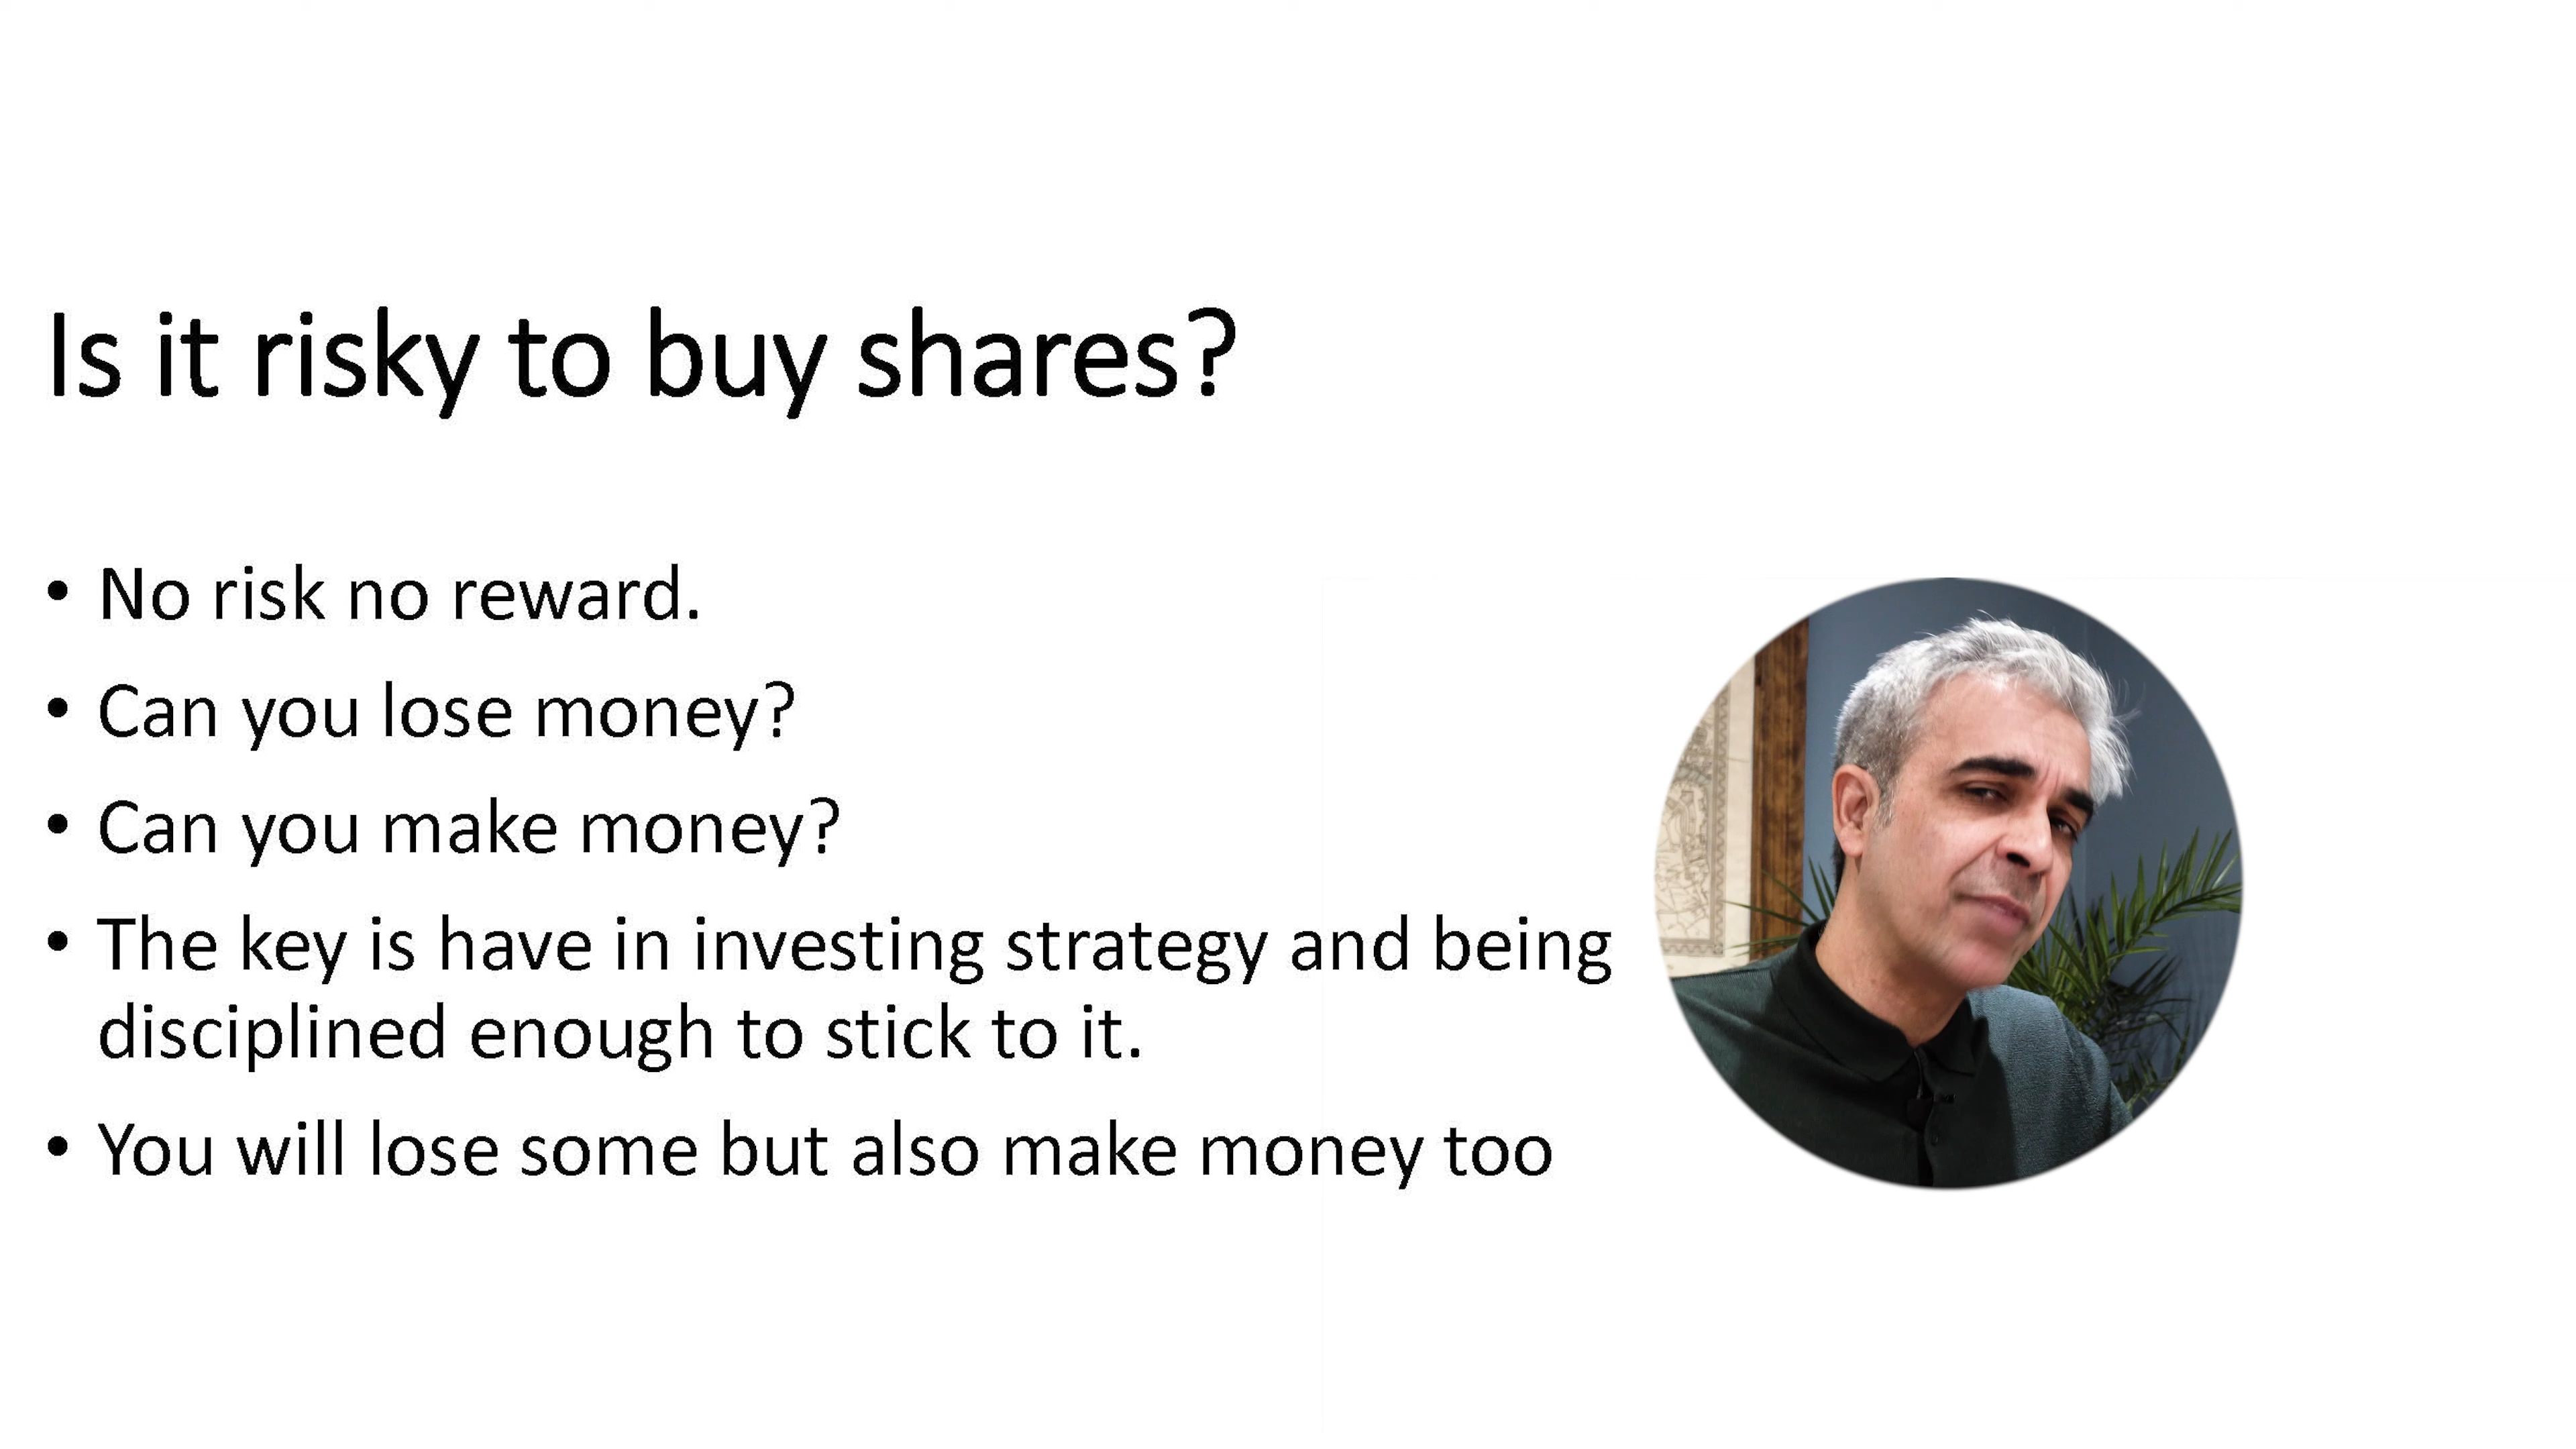 Is it risky to buy shares?
• No risk no reward.
• Can you lose money?
• Can you make money?
• The key is have in investing strategy and being
disciplined enough to stick to it.
• You will lose some but also make money too